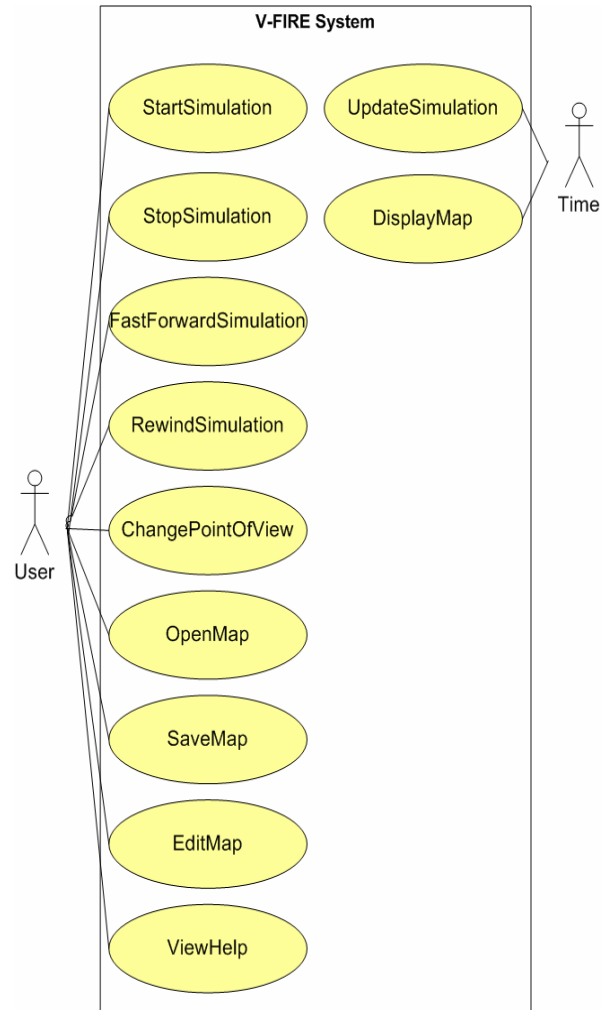 V-FIRE System
StartSimulation
UpdateSimulation
Time
StopSimulation
DisplayMap
FastForwardSimulation
RewindSimulation
User
ChangePointOfView
OpenMap
SaveMap
EditMap
ViewHelp